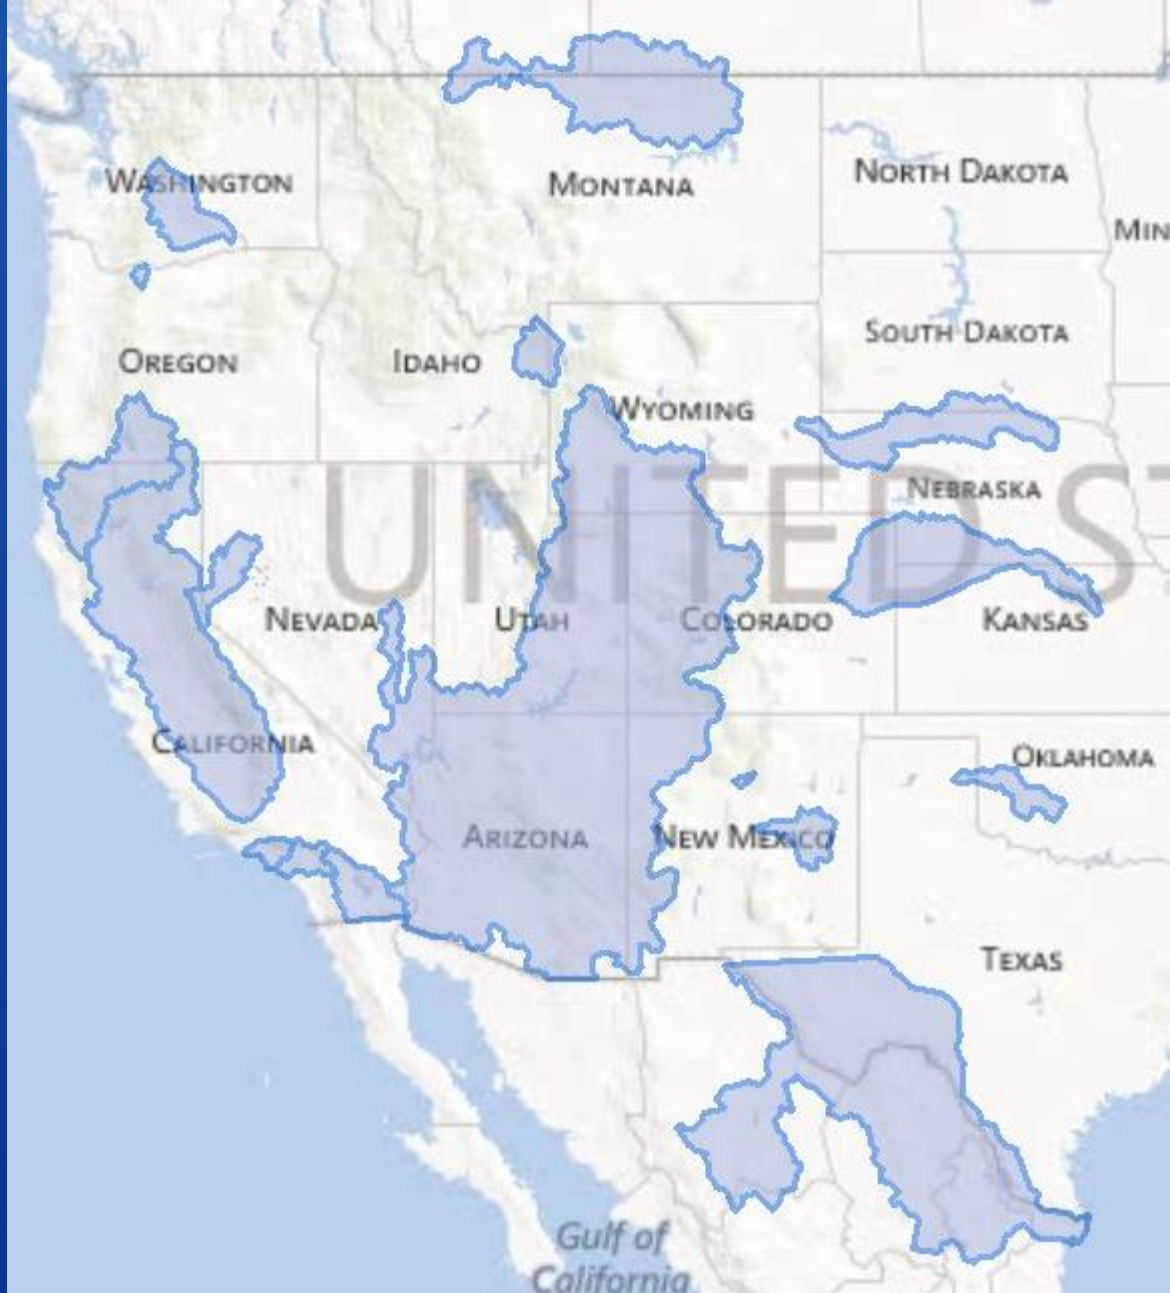 WASHINGTON
MONTANA
NORTH DAKOTA
MIN
SOUTH DAKOTA
OREGON
IDAHO
WYOMING
NEBRASKA
UNITED ST
NEVADA
UTAH
COLORADO
KANSAS
CALIFORNIA
OKLAHOMA
ARIZONA
NEW MEXICO
TEXAS
Gulf of
California